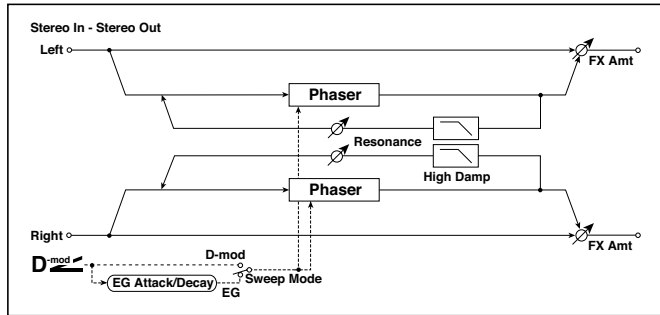 Stereo In - Stereo Out
Left
FX Amt
Phaser
Resonance
High Damp
Phaser
Right
FX Amt
D-mod
D-mod
EG Attack/Decay
EG
Sweep Mode